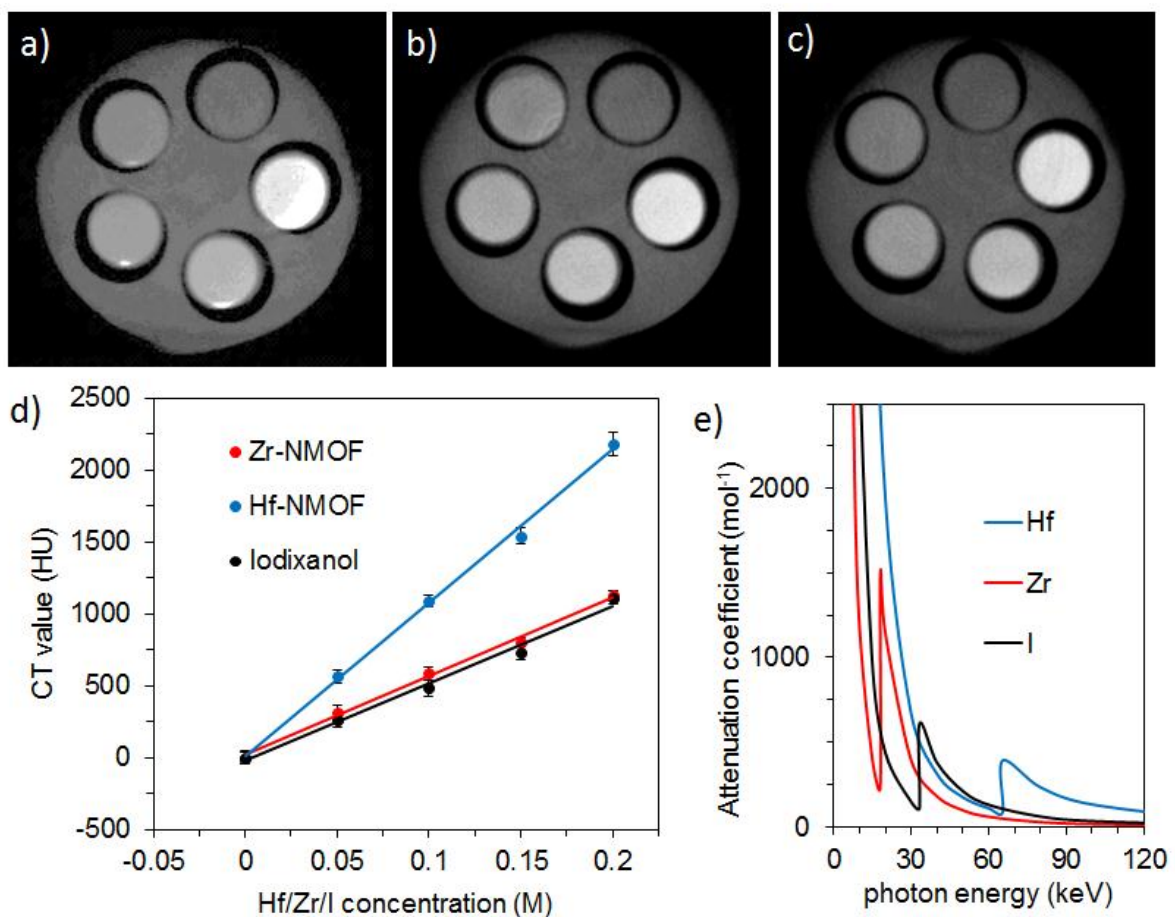 a)
b)
c)
d)
2500
2000
1500
1000
500
0
-500
CT value (HU)
Zr-NMOF
Hf-NMOF
Iodixanol
-0.05
0
0.05
0.1
0.15
0.2
Hf/Zr/I concentration (M)
e)
2000
1000
0
Attenuation coefficient (mol⁻¹)
Hf
Zr
I
0
30
60
90
120
photon energy (keV)